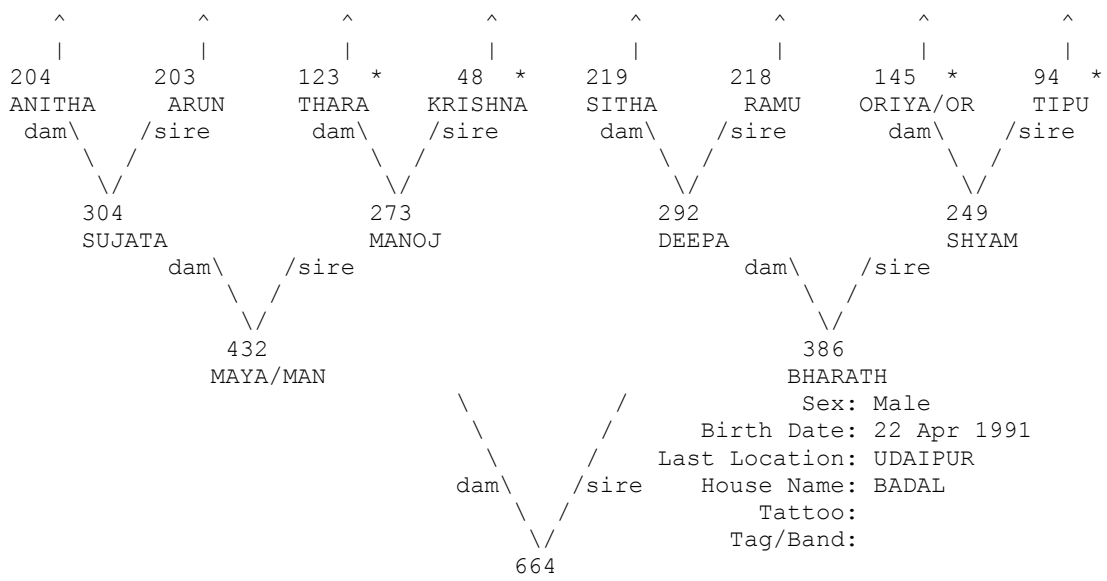 ^ ^ ^ ^ ^ ^ ^ ^
| | | | | | | |
204 203 123 * 48 * 219 218 145 * 94 *
ANITHA ARUN THARA KRISHNA SITHA RAMU ORIYA/OR TIPU
dam\ /sire dam\ /sire dam\ /sire dam\ /sire
\ / \ / \ / \ /
\/ \/ \/ \/
304 273 292 249
SUJATA MANOJ DEEPA SHYAM
dam\ /sire dam\ /sire
\ / \ /
\/ \/
432 386
MAYA/MAN BHARATH
\ / Sex: Male
\ / Birth Date: 22 Apr 1991
\ / Last Location: UDAIPUR
dam\ /sire House Name: BADAL
\ / Tattoo:
\/ Tag/Band:
664